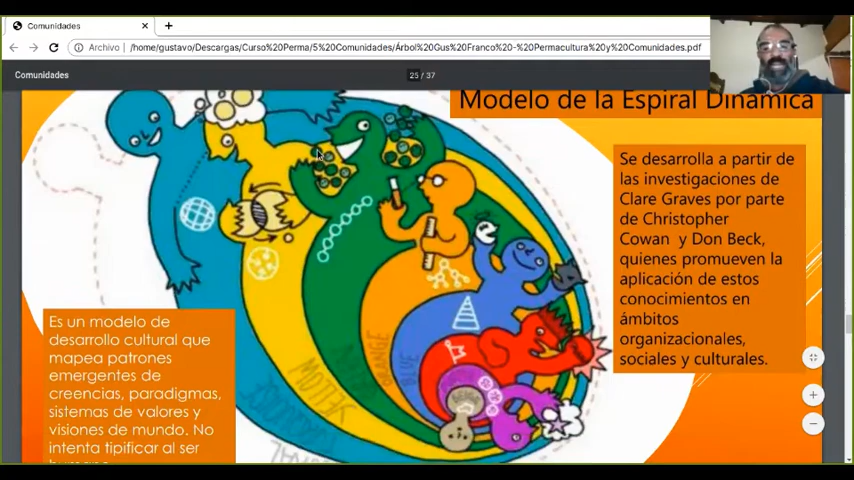 Comunidades
Archivo
/home/gustavo/Descargas/Curso%20Perma/5%20Comunidades/Árbol%20Gus%20Franco%20-%20Permacultura%20y%20Comunidades.pdf
Comunidades
25 / 37
Modelo de la Espiral Dinámica
Se desarrolla a partir de
las investigaciones de
Clare Graves por parte
de Christopher
Cowan y Don Beck,
quienes promueven la
aplicación de estos
conocimientos en
ámbitos
organizacionales,
sociales y culturales.
Es un modelo de
desarrollo cultural que
mapea patrones
emergentes de
creencias, paradigmas,
sistemas de valores y
visiones de mundo. No
intenta tipificar al ser
YELLOW
ORANGE
BLUE